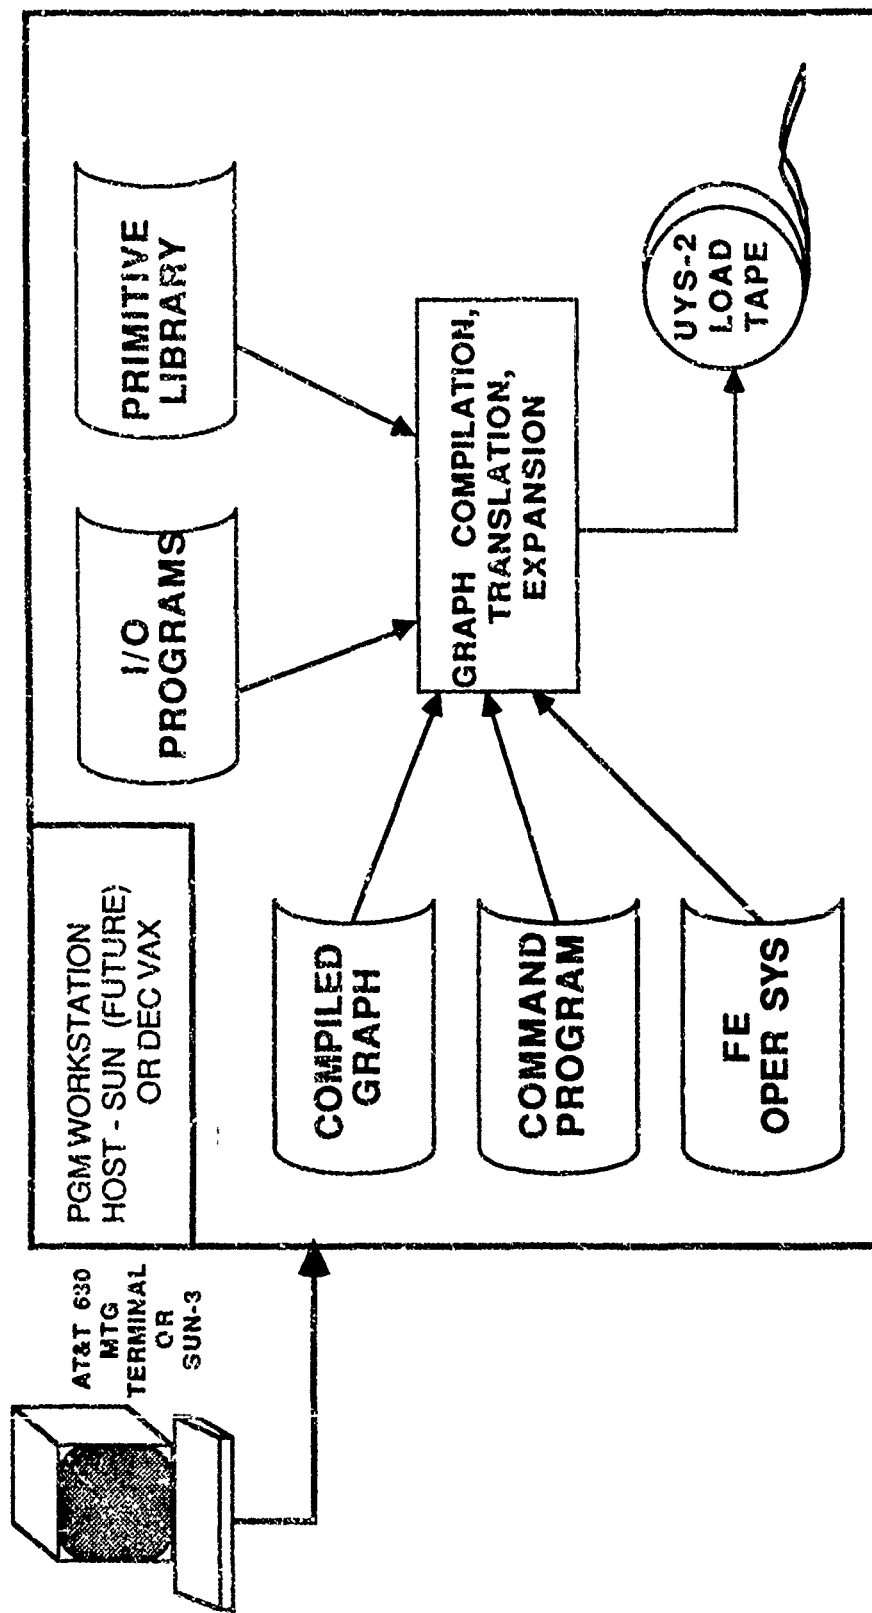 AT&T 630
MTG
TERMINAL
OR
SUN-3
PGM WORKSTATION
HOST - SUN (FUTURE)
OR DEC VAX
I/O
PROGRAMS
PRIMITIVE
LIBRARY
COMPILED
GRAPH
COMMAND
PROGRAM
FE
OPER SYS
GRAPH COMPILATION,
TRANSLATION,
EXPANSION
UYS-2
LOAD
TAPE